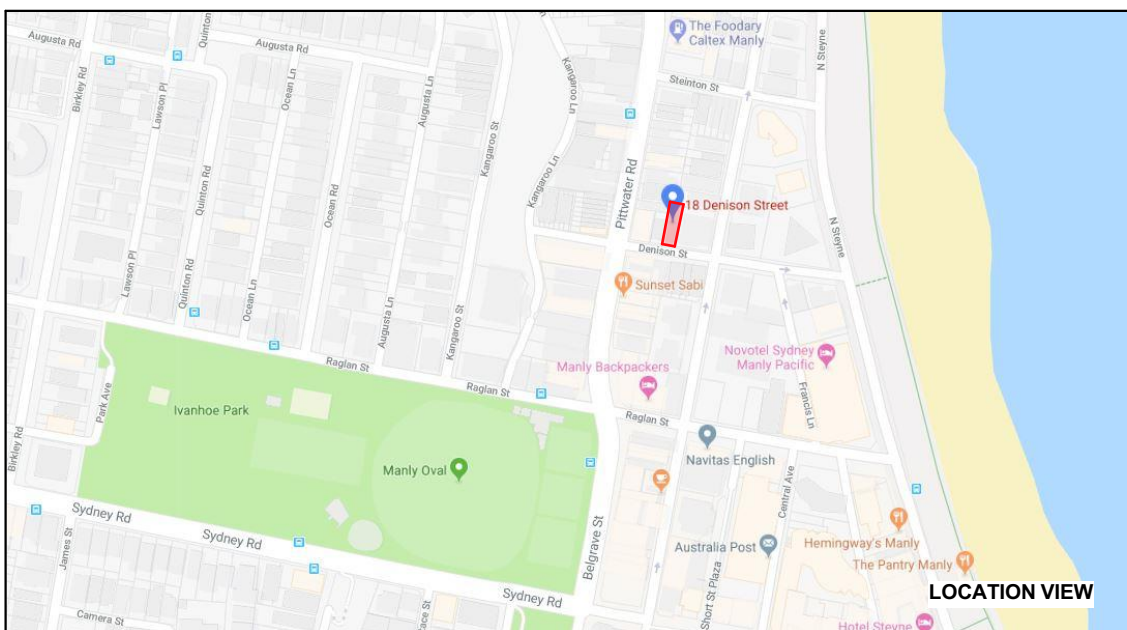 The Foodary
Caltex Manly
Augusta Rd
Quinton Rd
Augusta Rd
N Steyne
Birkley Rd
Lawson Pl
Ocean Ln
Augusta Ln
Kangaroo St
Kangaroo Ln
Steinton St
Quinton Rd
Ocean Rd
Kangaroo Ln
Pittwater Rd
18 Denison Street
N Steyne
Denison St
Lawson Pl
Quinton Rd
Ocean Ln
Augusta Ln
Kangaroo St
Sunset Sabi
Raglan St
Manly Backpackers
Novotel Sydney
Manly Pacific
Park Ave
Ivanhoe Park
Raglan St
Raglan St
Francis Ln
Birkley Rd
Manly Oval
Navitas English
Central Ave
Sydney Rd
Sydney Rd
Belgrave St
Hemingway's Manly
James St
Australia Post
The Pantry Manly
Short St Plaza
LOCATION VIEW
Sydney Rd
Camera St
Hotel Steyne